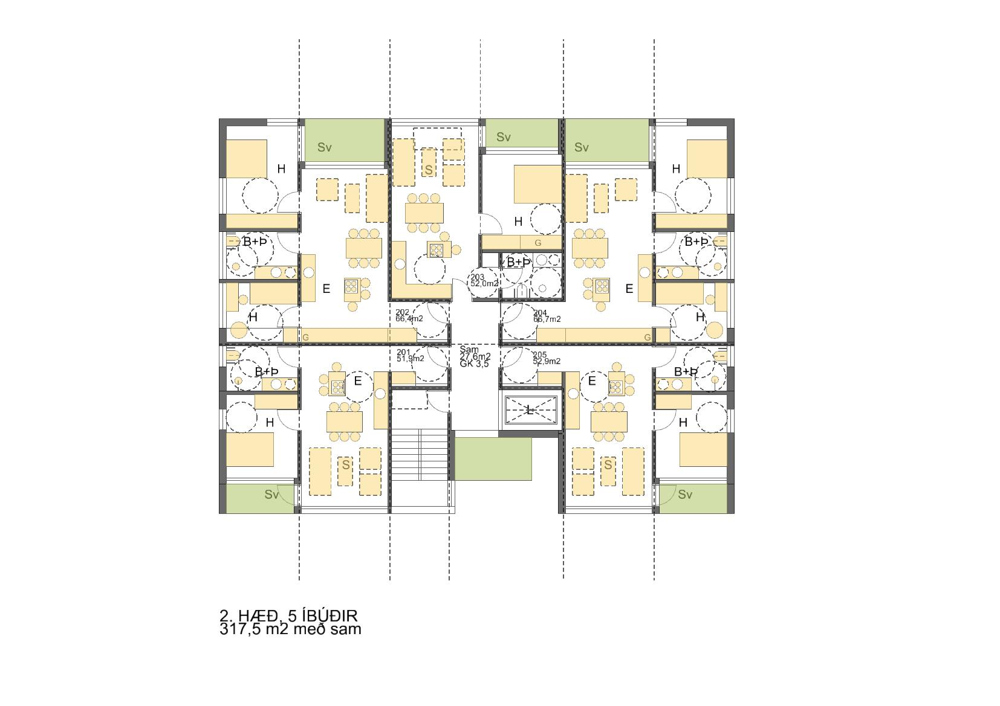 Sv
Sv
Sv
H
S
H
H
B+Þ
G
B+Þ
B+Þ
203
52,0m2
E
E
H
202
66,4m2
204
66,7m2
H
G
G
201
51,9m2
Sam
27,6m2
GK 3,5
205
52,9m2
B+Þ
E
E
B+Þ
H
L
H
S
S
Sv
Sv
2. HÆÐ, 5 ÍBÚÐIR
317,5 m2 með sam